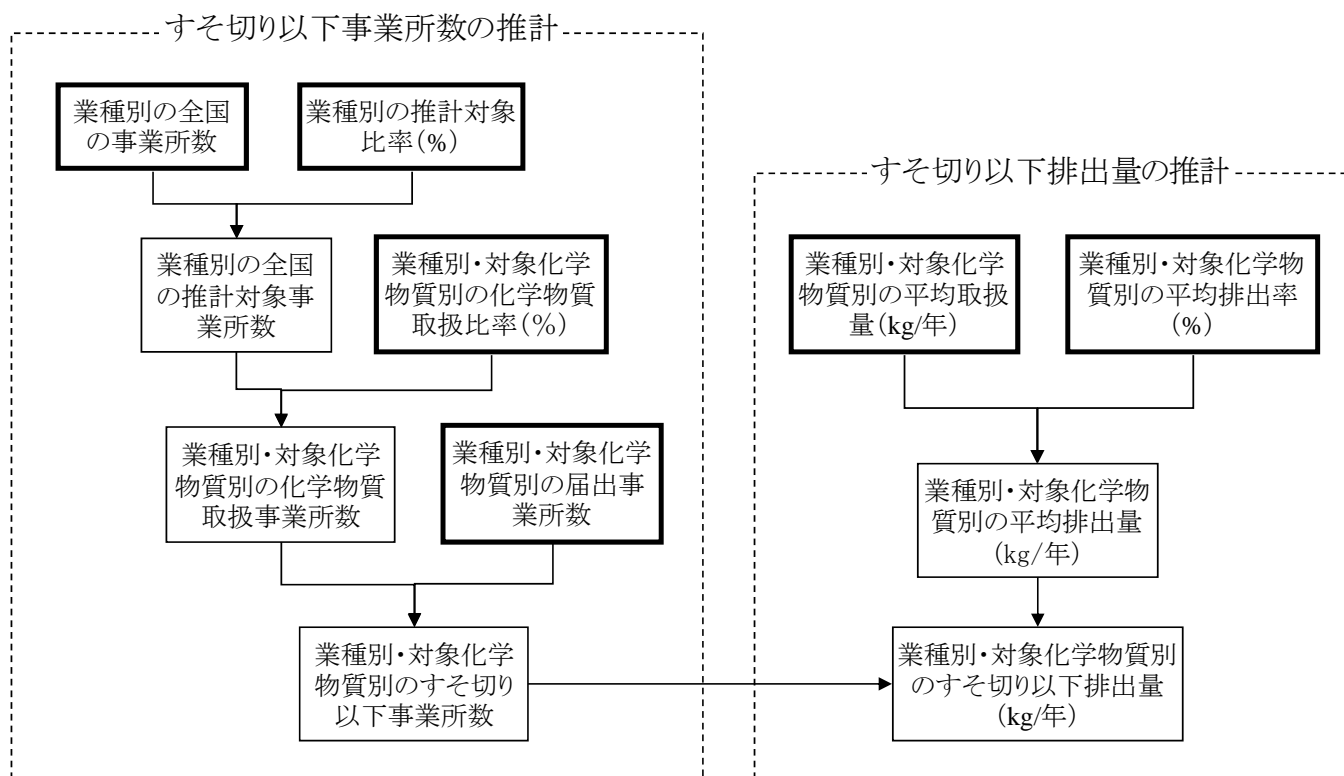 すそ切り以下事業所数の推計
業種別の全国
の事業所数
業種別の推計対象
比率(%)
業種別の全国
の推計対象事
業所数
業種別・対象化学
物質別の化学物質
取扱比率(%)
業種別・対象化学
物質別の化学物質
取扱事業所数
業種別・対象化学
物質別の届出事
業所数
業種別・対象化学
物質別のすそ切り
以下事業所数
すそ切り以下排出量の推計
業種別・対象化学
物質別の平均取扱
量(kg/年)
業種別・対象化学物
質別の平均排出率
(%)
業種別・対象化学物
質別の平均排出量
(kg/年)
業種別・対象化学物質別
のすそ切り以下排出量
(kg/年)